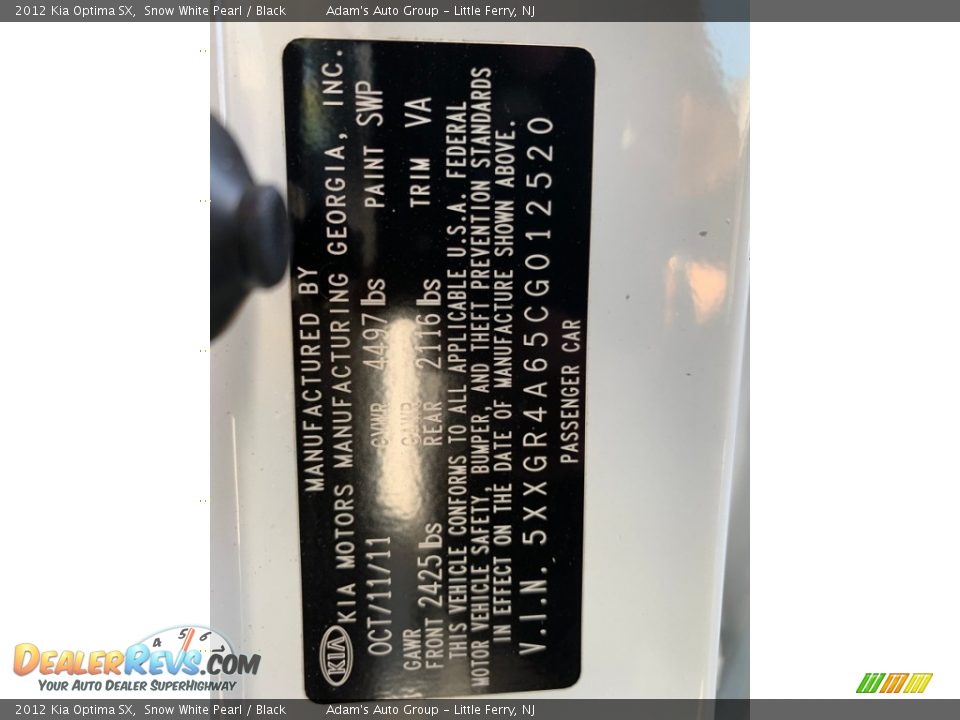 2012 Kia Optima SX, Snow White Pearl / Black Adam's Auto Group - Little Ferry, NJ
MANUFACTURED BY
KIA KIA MOTORS MANUFACTURING GEORGIA, INC.
OCT/11/11 GVWR 4497 lbs PAINT SWP
GAWR GAWR
FRONT 2425 lbs REAR 2116 lbs TRIM VA
THIS VEHICLE CONFORMS TO ALL APPLICABLE U.S.A. FEDERAL
MOTOR VEHICLE SAFETY, BUMPER, AND THEFT PREVENTION STANDARDS
IN EFFECT ON THE DATE OF MANUFACTURE SHOWN ABOVE.
V.I.N. 5XXGR4A65CG012520
PASSENGER CAR
4 5 6
DEALERREVS.COM
YOUR AUTO DEALER SUPERHIGHWAY
2012 Kia Optima SX, Snow White Pearl / Black Adam's Auto Group - Little Ferry, NJ